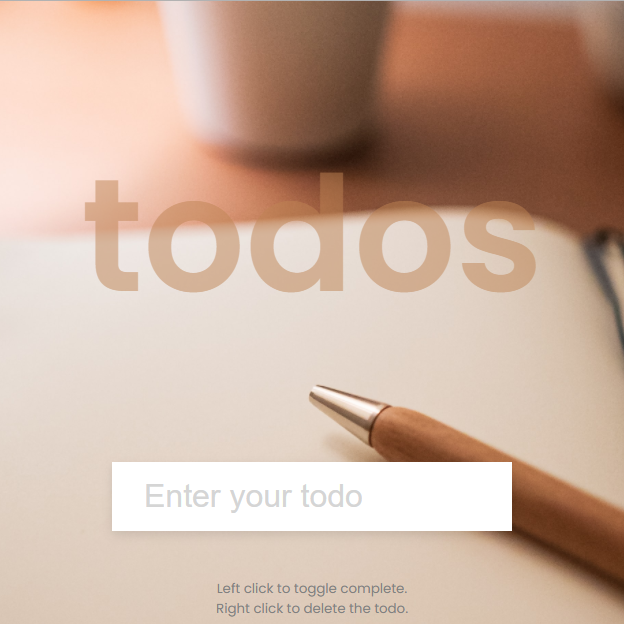 todos
Enter your todo
Left click to toggle complete.
Right click to delete the todo.